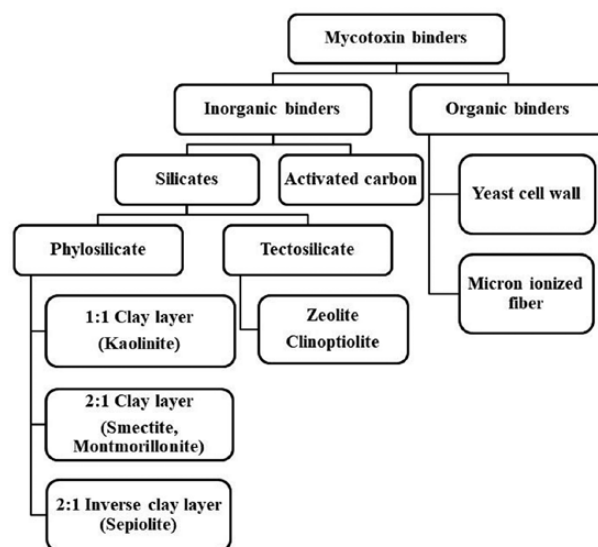 Mycotoxin binders
Inorganic binders
Organic binders
Silicates
Activated carbon
Yeast cell wall
Phylosilicate
Tectosilicate
Micron ionized
fiber
1:1 Clay layer
(Kaolinite)
Zeolite
Clinoptiolite
2:1 Clay layer
(Smectite,
Montmorillonite)
2:1 Inverse clay layer
(Sepiolite)